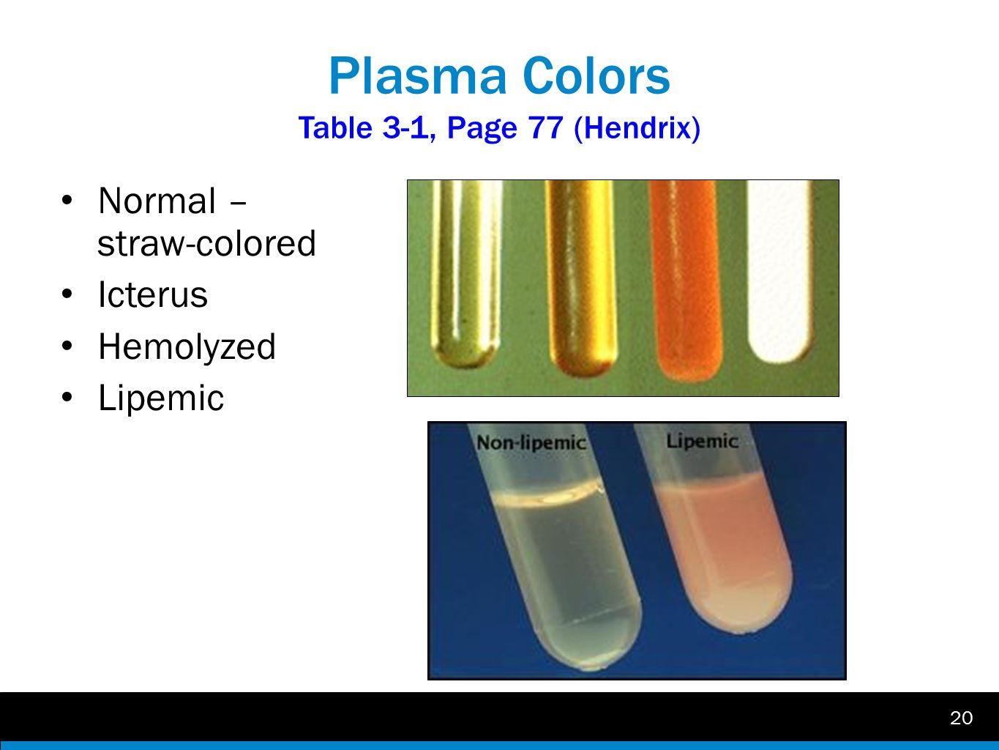 Plasma Colors
Table 3-1, Page 77 (Hendrix)
• Normal –
straw-colored
• Icterus
• Hemolyzed
• Lipemic
Non-lipemic
Lipemic
20